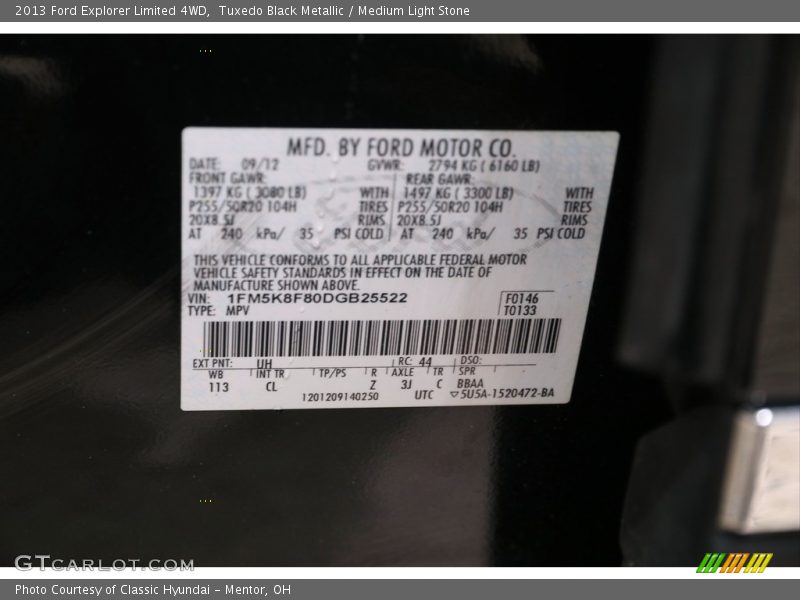 2013 Ford Explorer Limited 4WD, Tuxedo Black Metallic / Medium Light Stone
MFD. BY FORD MOTOR CO.
DATE: 09/12 GVWR: 2794 KG ( 6160 LB)
FRONT GAWR: REAR GAWR:
1397 KG ( 3080 LB) WITH 1497 KG ( 3300 LB) WITH
P255/50R20 104H TIRES P255/50R20 104H TIRES
20X8.5J RIMS 20X8.5J RIMS
AT 240 kPa/ 35 PSI COLD AT 240 kPa/ 35 PSI COLD
THIS VEHICLE CONFORMS TO ALL APPLICABLE FEDERAL MOTOR
VEHICLE SAFETY STANDARDS IN EFFECT ON THE DATE OF
MANUFACTURE SHOWN ABOVE.
VIN: 1FM5K8F80DGB25522 F0146
TYPE: MPV T0133
EXT PNT: UH RC: 44 DSO:
WB INT TR TP/PS R AXLE TR SPR
113 CL Z 3J C BBAA
1201209140250 UTC ▽5U5A-1520472-BA
GTCARLOT.COM
Photo Courtesy of Classic Hyundai - Mentor, OH